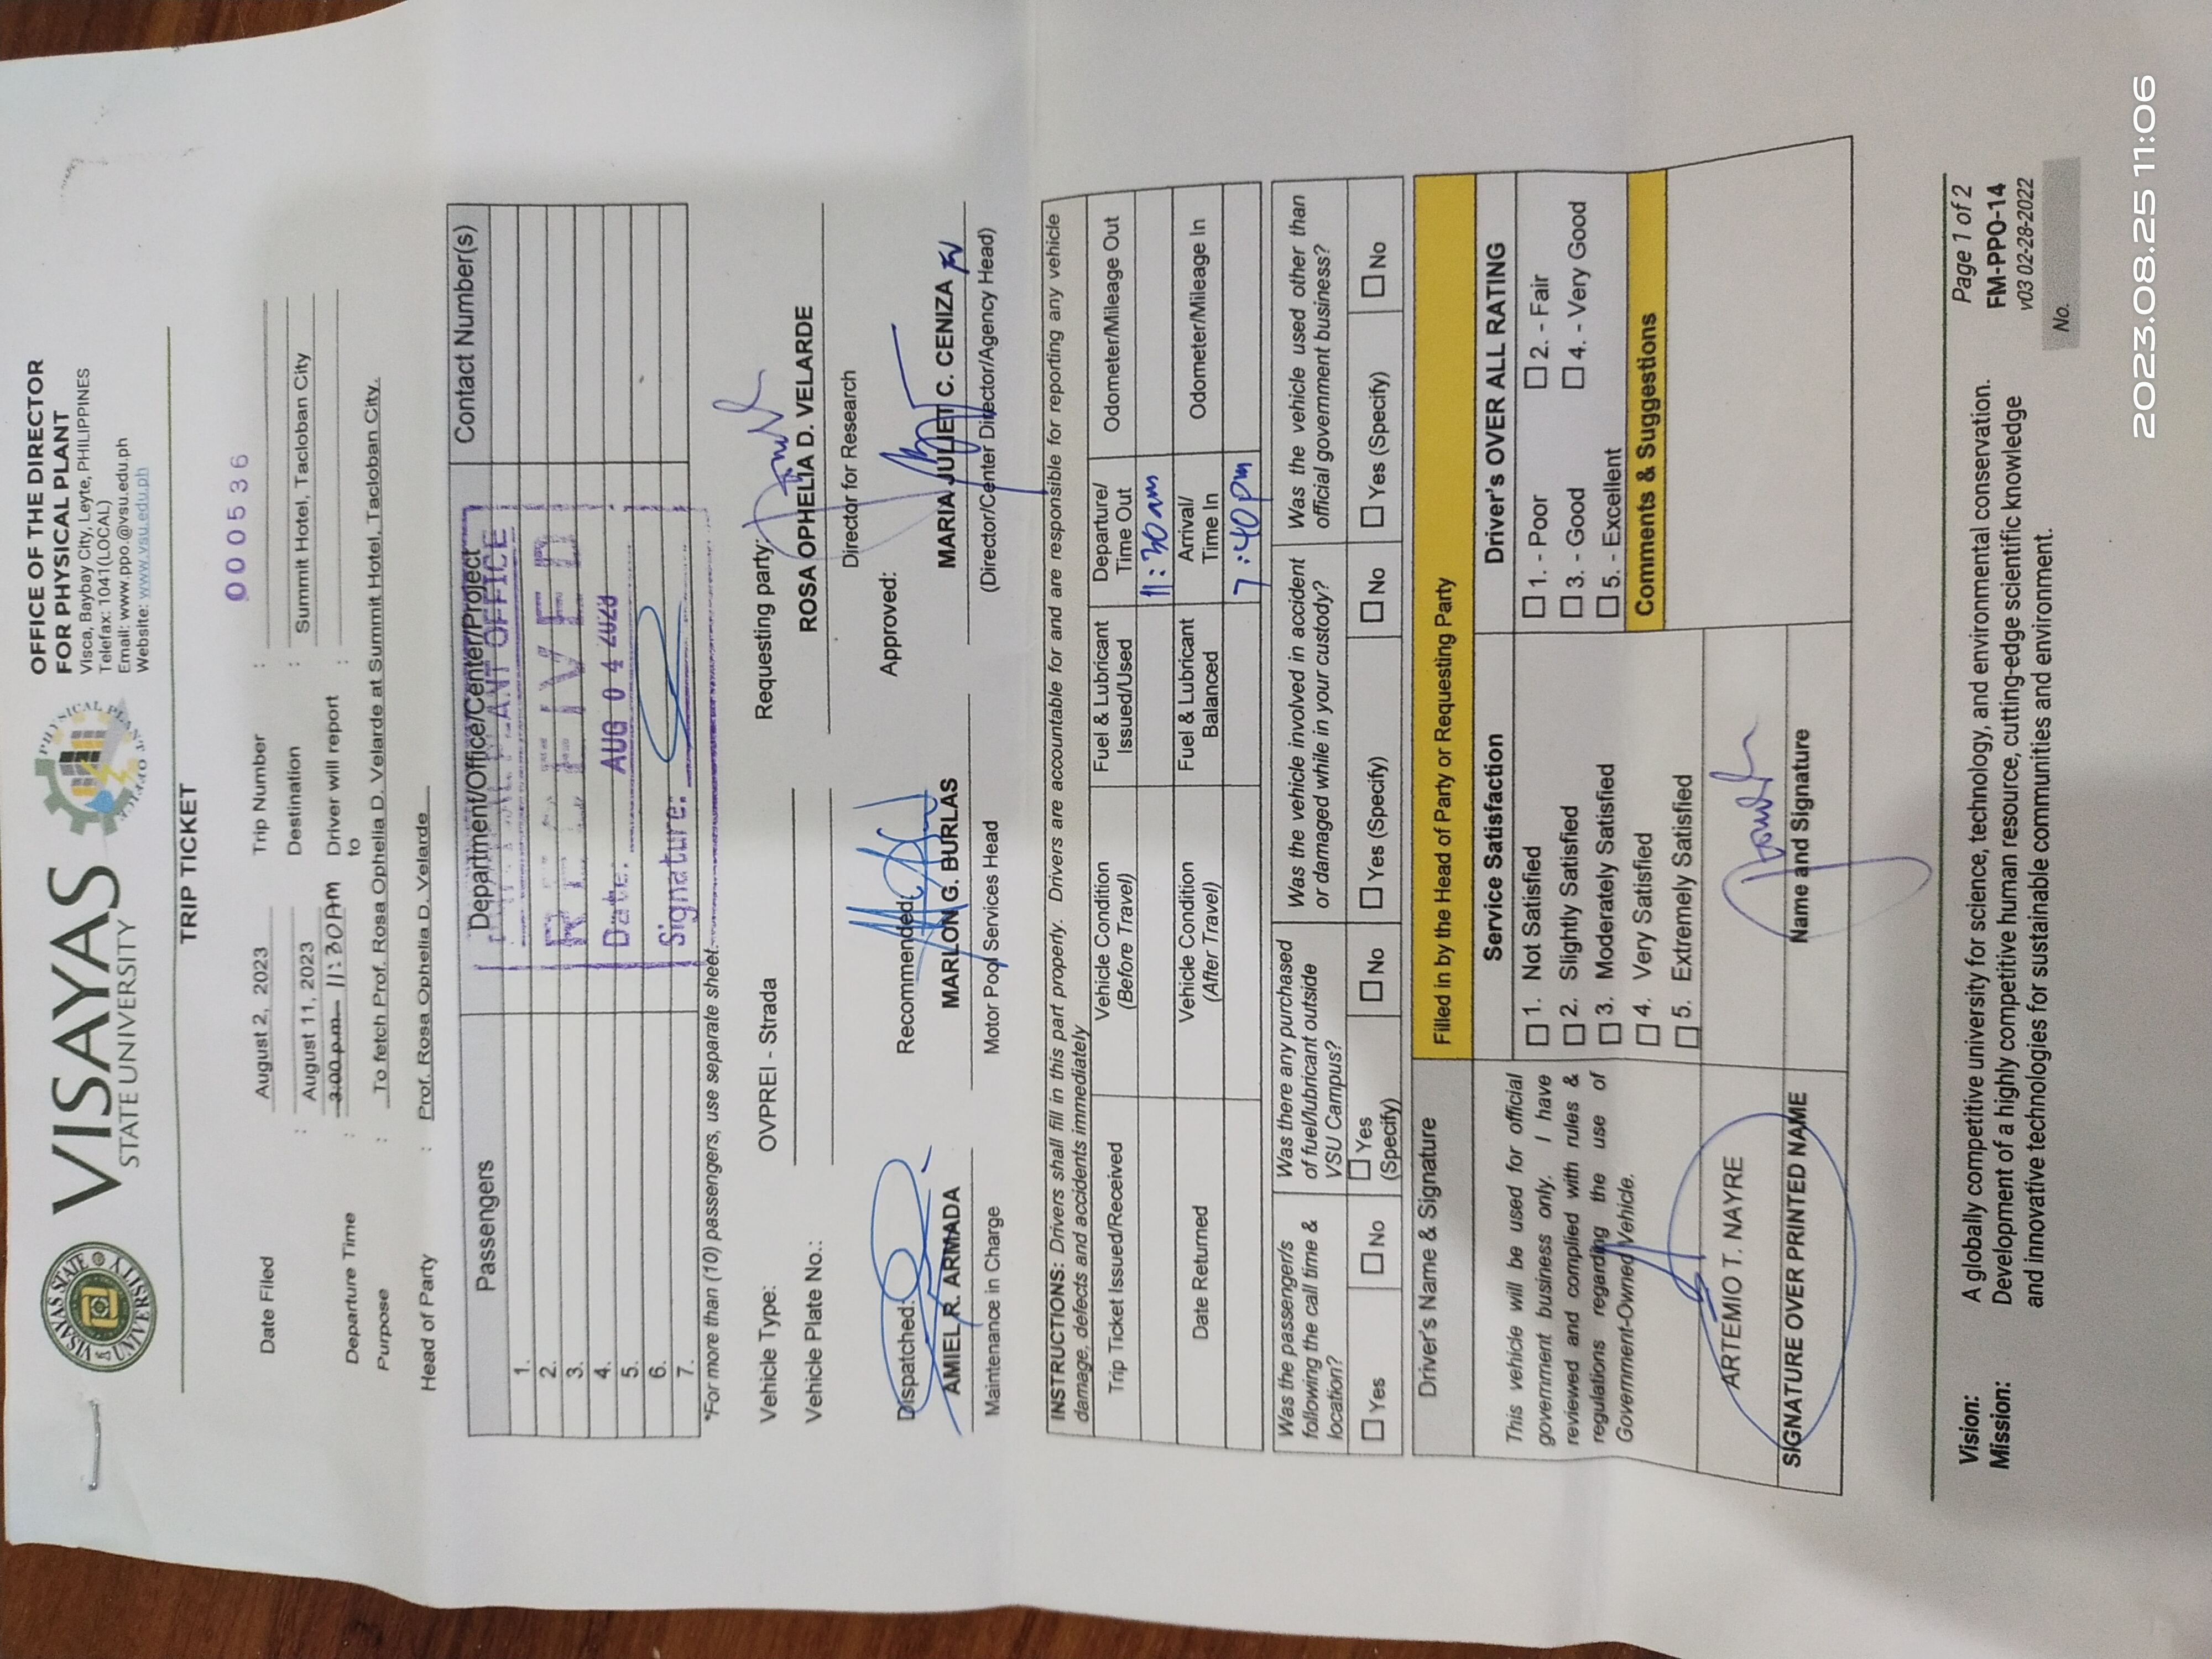 VISAYAS
STATE UNIVERSITY
VISAYAS STATE UNIVERSITY
PHYSICAL PLANT OFFICE
OFFICE OF THE DIRECTOR
FOR PHYSICAL PLANT
Visca, Baybay City, Leyte, PHILIPPINES
Telefax: 1041(LOCAL)
Email: www.ppo.@vsu.edu.ph
Website: www.vsu.edu.ph
TRIP TICKET
000536
Date Filed : August 2, 2023 Trip Number :
: August 11, 2023 Destination : Summit Hotel, Tacloban City
Departure Time : 3:00 p.m. 11:30AM Driver will report to :
Purpose : To fetch Prof. Rosa Ophelia D. Velarde at Summit Hotel, Tacloban City.
Head of Party : Prof. Rosa Ophelia D. Velarde
Passengers Department/Office/Center/Project Contact Number(s)
1.
2.
3.
4.
5.
6.
7.
PLANT OFFICE
Date: AUG 04 2023
Signature:
*For more than (10) passengers, use separate sheet.
Vehicle Type: OVPREI - Strada Requesting party:
Vehicle Plate No.: ROSA OPHELIA D. VELARDE
Director for Research
Dispatched: Recommended: Approved:
AMIEL R. ARMADA MARLON G. BURLAS MARIA JULIET C. CENIZA
Maintenance in Charge Motor Pool Services Head (Director/Center Director/Agency Head)
INSTRUCTIONS: Drivers shall fill in this part properly. Drivers are accountable for and are responsible for reporting any vehicle
damage, defects and accidents immediately
Trip Ticket Issued/Received Vehicle Condition (Before Travel) Fuel & Lubricant Issued/Used Departure/ Time Out Odometer/Mileage Out
11:30am
Date Returned Vehicle Condition (After Travel) Fuel & Lubricant Balanced Arrival/ Time In Odometer/Mileage In
7:40pm
Was the passenger/s following the call time & location? Was there any purchased of fuel/lubricant outside VSU Campus? Was the vehicle involved in accident or damaged while in your custody? Was the vehicle used other than official government business?
☐ Yes ☐ No ☐ Yes (Specify) ☐ No ☐ Yes (Specify) ☐ No ☐ Yes (Specify) ☐ No
Driver's Name & Signature Filled in by the Head of Party or Requesting Party
Service Satisfaction Driver's OVER ALL RATING
This vehicle will be used for official
government business only. I have
reviewed and complied with rules &
regulations regarding the use of
Government-Owned Vehicle.
☐ 1. Not Satisfied
☐ 2. Slightly Satisfied
☐ 3. Moderately Satisfied
☐ 4. Very Satisfied
☐ 5. Extremely Satisfied
☐ 1. - Poor ☐ 2. - Fair
☐ 3. - Good ☐ 4. - Very Good
☐ 5. - Excellent
Comments & Suggestions
ARTEMIO T. NAYRE
SIGNATURE OVER PRINTED NAME Name and Signature
Vision: A globally competitive university for science, technology, and environmental conservation.
Mission: Development of a highly competitive human resource, cutting-edge scientific knowledge
and innovative technologies for sustainable communities and environment.
Page 1 of 2
FM-PPO-14
v03 02-28-2022
No.
2023.08.25 11:06